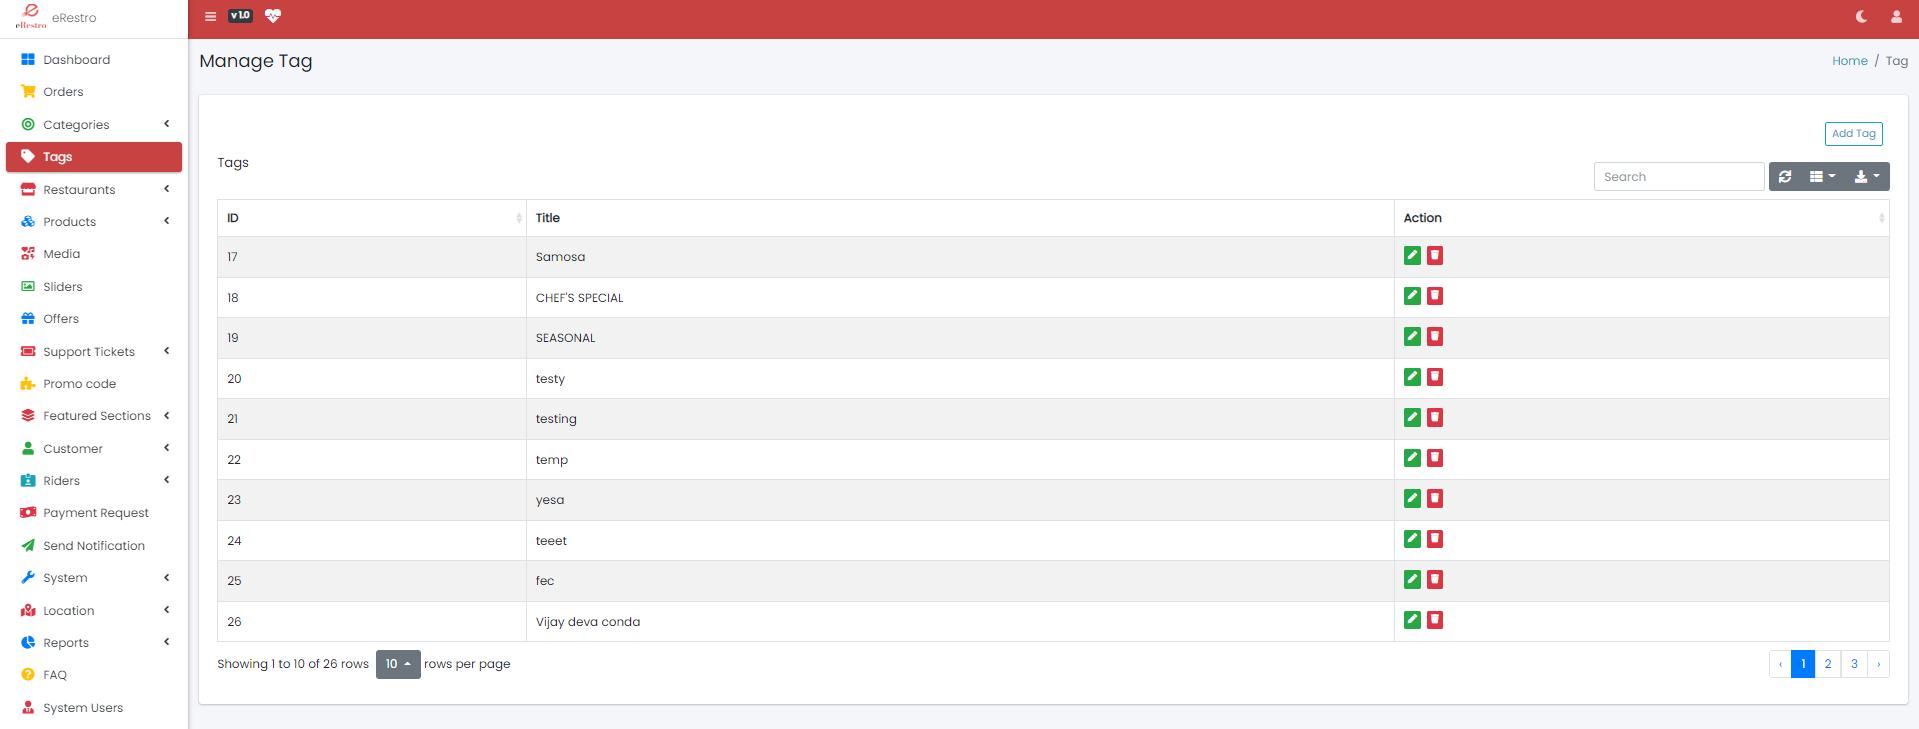 eRestro
eRestro
v 1.0
Dashboard
Orders
Categories
Tags
Restaurants
Products
Media
Sliders
Offers
Support Tickets
Promo code
Featured Sections
Customer
Riders
Payment Request
Send Notification
System
Location
Reports
FAQ
System Users
Manage Tag
Home / Tag
Add Tag
Tags
Search
ID Title Action
17 Samosa
18 CHEF'S SPECIAL
19 SEASONAL
20 testy
21 testing
22 temp
23 yesa
24 teeet
25 fec
26 Vijay deva conda
Showing 1 to 10 of 26 rows 10 rows per page
‹ 1 2 3 ›